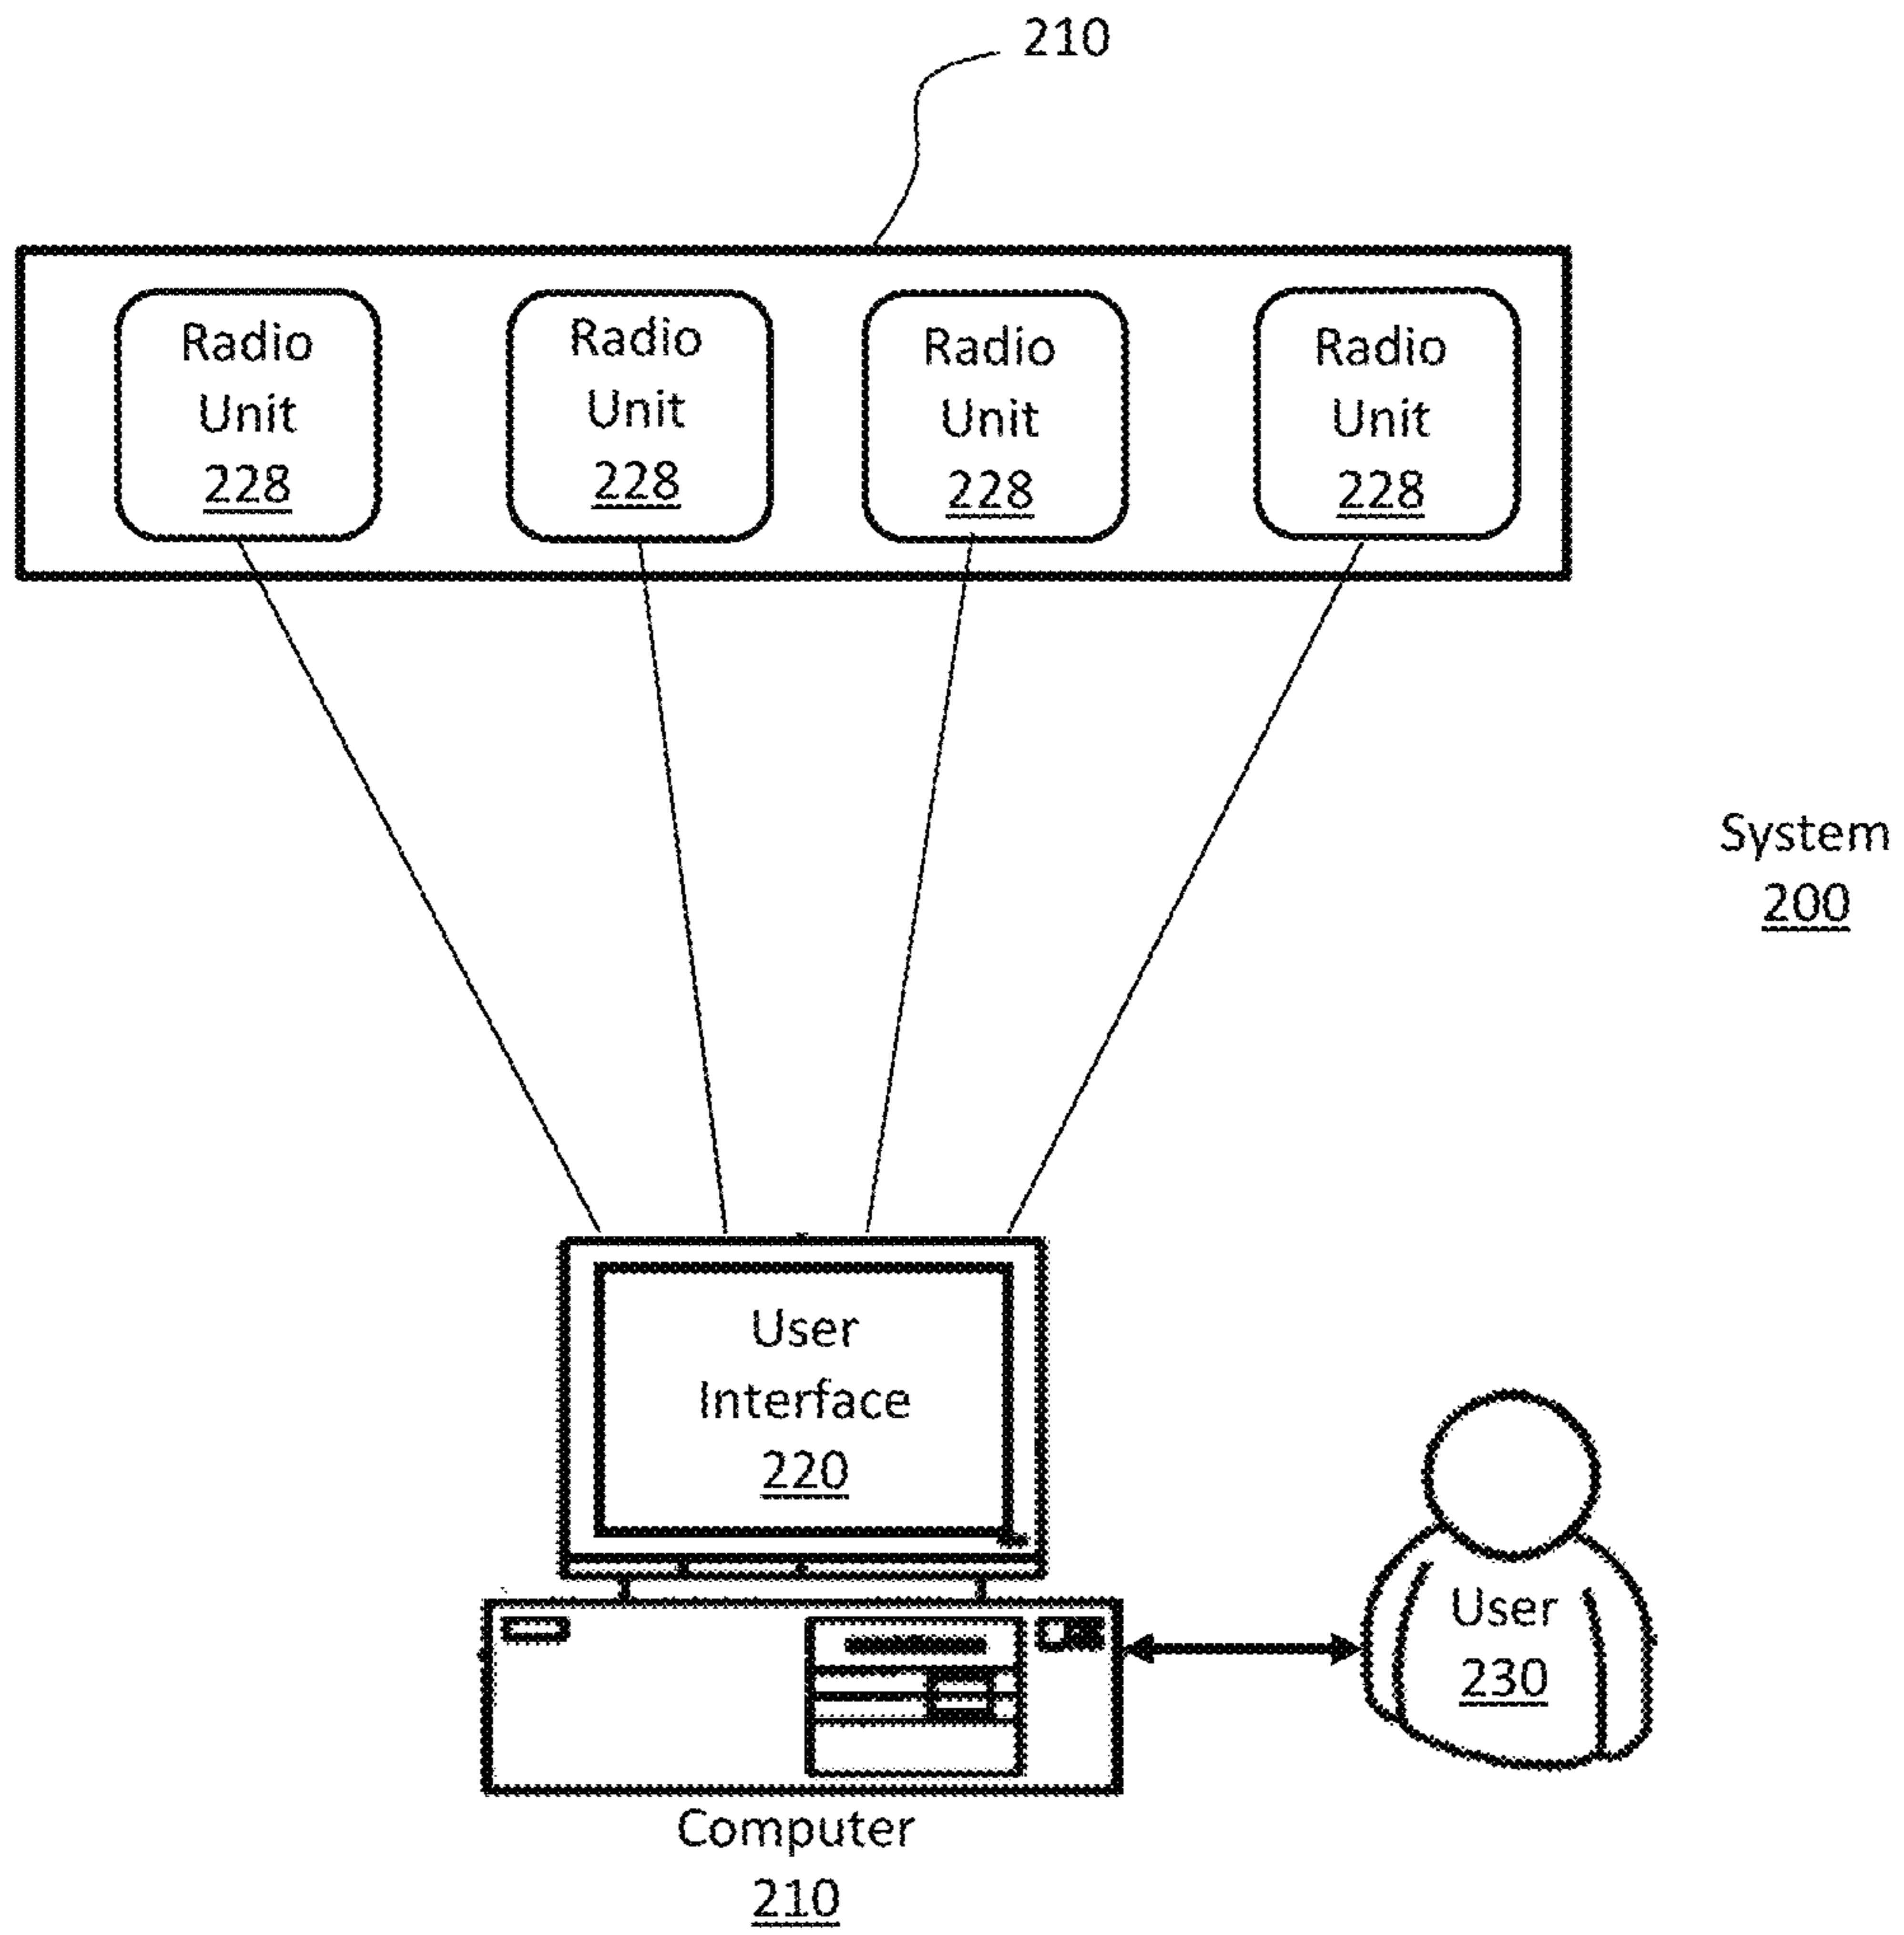 210
Radio
Unit
228
Radio
Unit
228
Radio
Unit
228
Radio
Unit
228
System
200
User
Interface
220
User
230
Computer
210